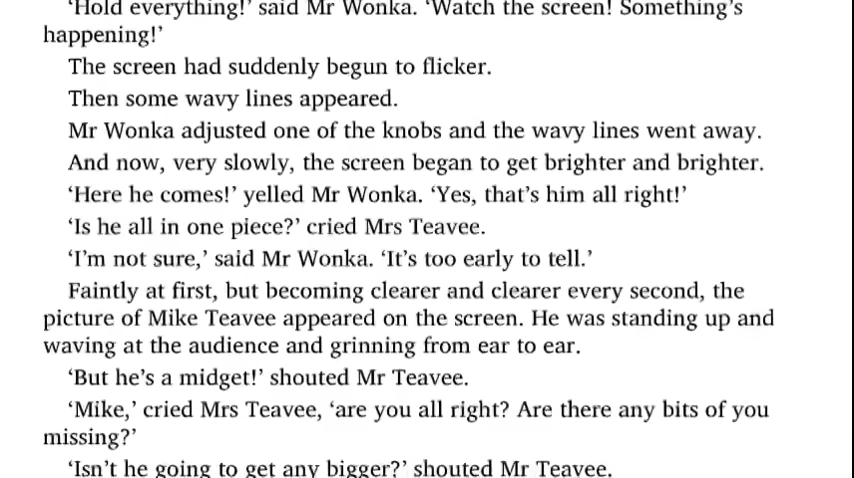 ‘Hold everything!’ said Mr Wonka. ‘Watch the screen! Something’s
happening!’
The screen had suddenly begun to flicker.
Then some wavy lines appeared.
Mr Wonka adjusted one of the knobs and the wavy lines went away.
And now, very slowly, the screen began to get brighter and brighter.
‘Here he comes!’ yelled Mr Wonka. ‘Yes, that’s him all right!’
‘Is he all in one piece?’ cried Mrs Teavee.
‘I’m not sure,’ said Mr Wonka. ‘It’s too early to tell.’
Faintly at first, but becoming clearer and clearer every second, the
picture of Mike Teavee appeared on the screen. He was standing up and
waving at the audience and grinning from ear to ear.
‘But he’s a midget!’ shouted Mr Teavee.
‘Mike,’ cried Mrs Teavee, ‘are you all right? Are there any bits of you
missing?’
‘Isn’t he going to get any bigger?’ shouted Mr Teavee.